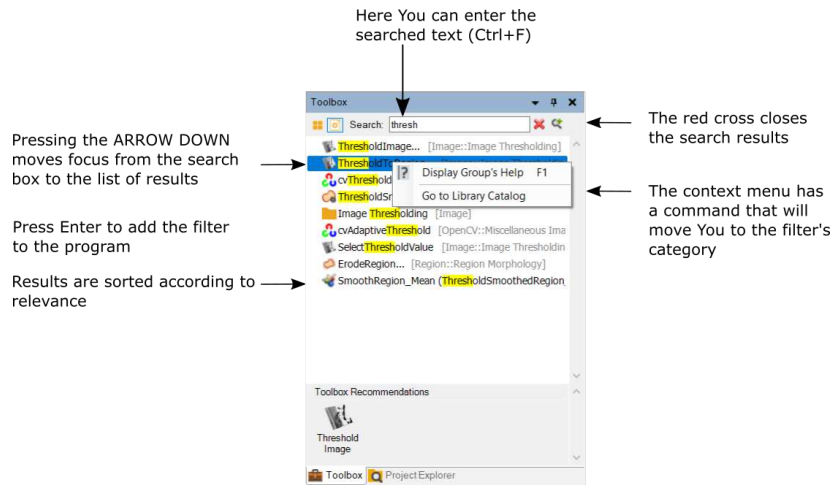 Here You can enter the
searched text (Ctrl+F)
Toolbox
Search: thresh
ThresholdImage... [Image::Image Thresholding]
Display Group's Help F1
cvThreshold
Go to Library Catalog
Image Thresholding [Image]
cvAdaptiveThreshold [OpenCV::Miscellaneous Ima
SelectThresholdValue [Image::Image Thresholdin
ErodeRegion... [Region::Region Morphology]
SmoothRegion_Mean (ThresholdSmoothedRegion_
Toolbox Recommendations
Threshold
Image
Toolbox
Project Explorer
Pressing the ARROW DOWN
moves focus from the search
box to the list of results
Press Enter to add the filter
to the program
Results are sorted according to
relevance
The red cross closes
the search results
The context menu has
a command that will
move You to the filter's
category